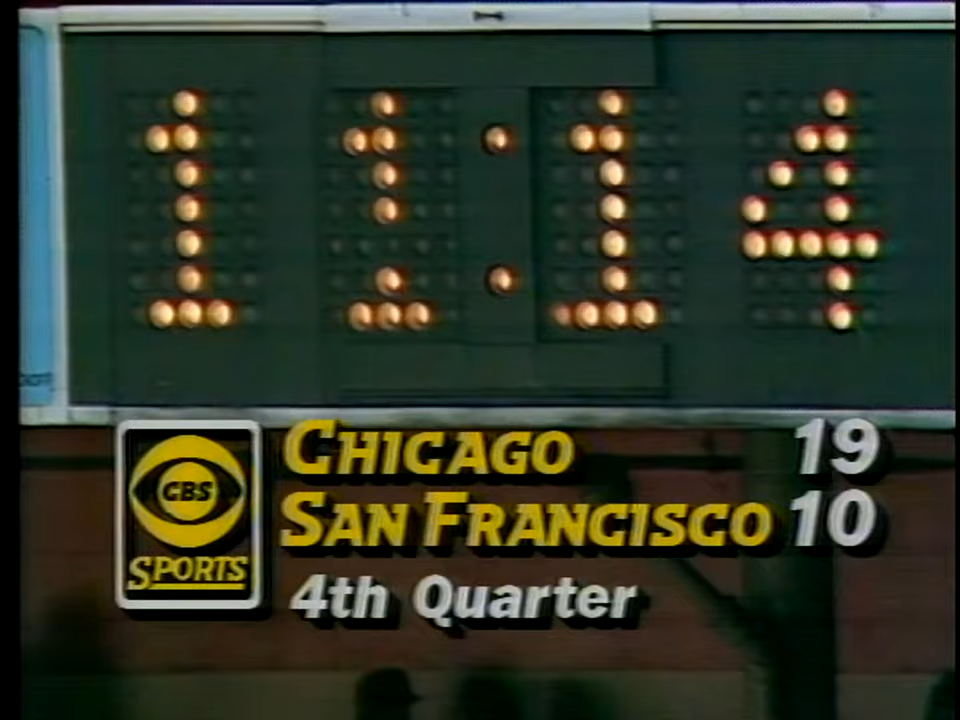 11:14
CHICAGO 19
SAN FRANCISCO 10
4th Quarter
CBS
SPORTS